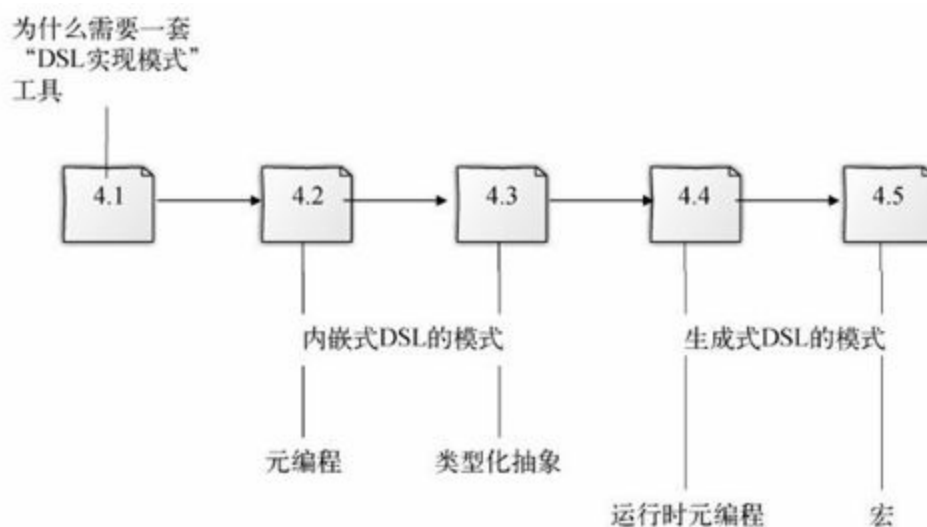 为什么需要一套
“DSL实现模式”
工具
4.1
4.2
4.3
4.4
4.5
内嵌式DSL的模式
生成式DSL的模式
元编程
类型化抽象
运行时元编程
宏